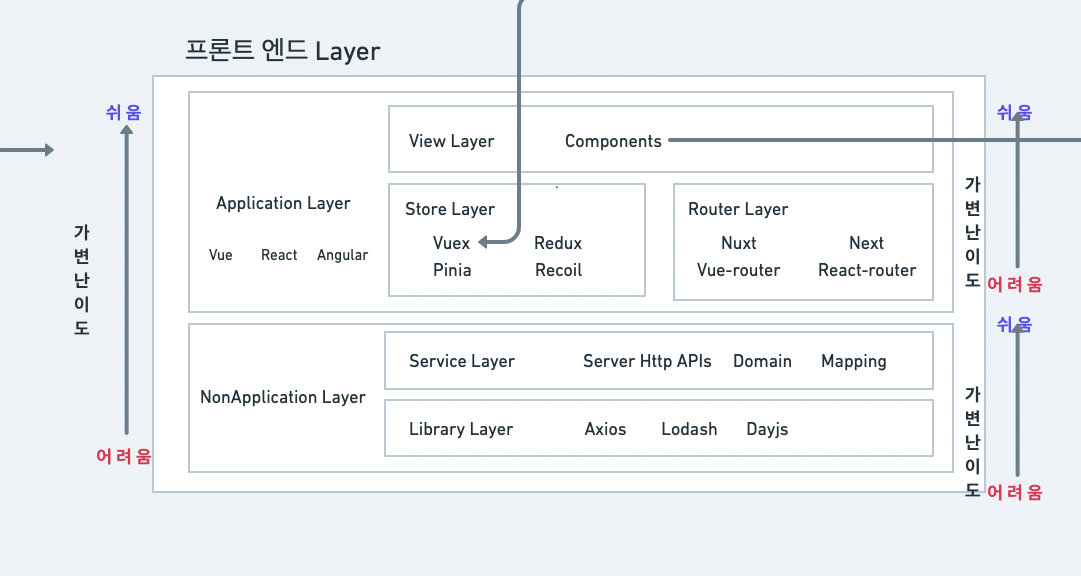 프론트 엔드 Layer
쉬움
가변난이도
어려움
Application Layer
Vue React Angular
View Layer Components
Store Layer
Vuex Redux
Pinia Recoil
Router Layer
Nuxt Next
Vue-router React-router
쉬움
가변난이도
어려움
NonApplication Layer
Service Layer Server Http APIs Domain Mapping
Library Layer Axios Lodash Dayjs
쉬움
가변난이도
어려움